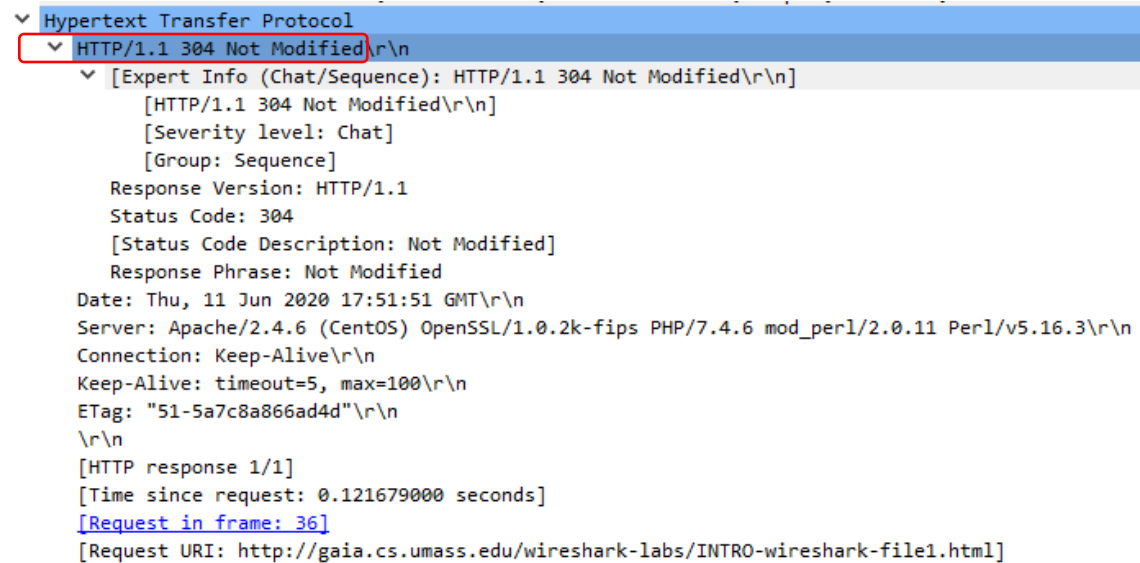 Hypertext Transfer Protocol
HTTP/1.1 304 Not Modified\r\n
[Expert Info (Chat/Sequence): HTTP/1.1 304 Not Modified\r\n]
[HTTP/1.1 304 Not Modified\r\n]
[Severity level: Chat]
[Group: Sequence]
Response Version: HTTP/1.1
Status Code: 304
[Status Code Description: Not Modified]
Response Phrase: Not Modified
Date: Thu, 11 Jun 2020 17:51:51 GMT\r\n
Server: Apache/2.4.6 (CentOS) OpenSSL/1.0.2k-fips PHP/7.4.6 mod_perl/2.0.11 Perl/v5.16.3\r\n
Connection: Keep-Alive\r\n
Keep-Alive: timeout=5, max=100\r\n
ETag: "51-5a7c8a866ad4d"\r\n
\r\n
[HTTP response 1/1]
[Time since request: 0.121679000 seconds]
[Request in frame: 36]
[Request URI: http://gaia.cs.umass.edu/wireshark-labs/INTRO-wireshark-file1.html]